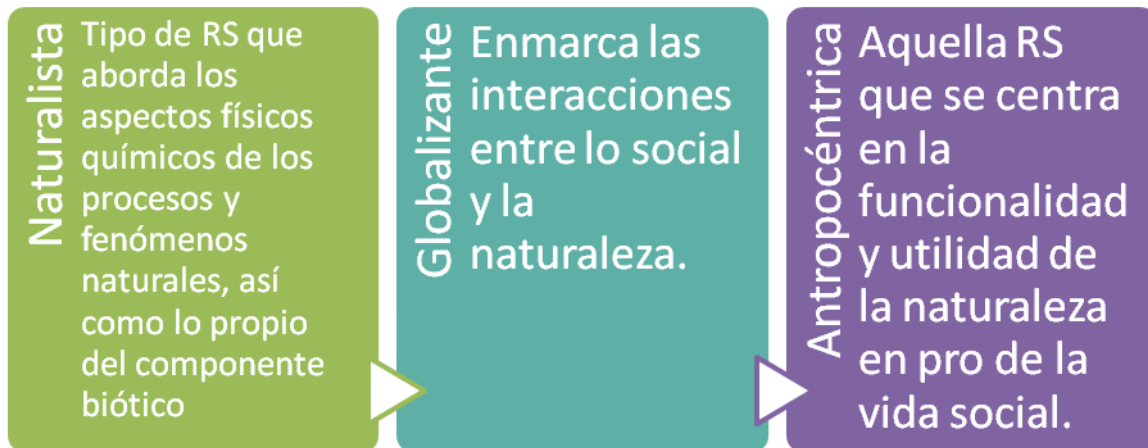 Naturalista
Tipo de RS que
aborda los
aspectos físicos
químicos de los
procesos y
fenómenos
naturales, así
como lo propio
del componente
biótico
Globalizante
Enmarca las
interacciones
entre lo social
y la
naturaleza.
Antropocéntrica
Aquella RS
que se centra
en la
funcionalidad
y utilidad de
la naturaleza
en pro de la
vida social.